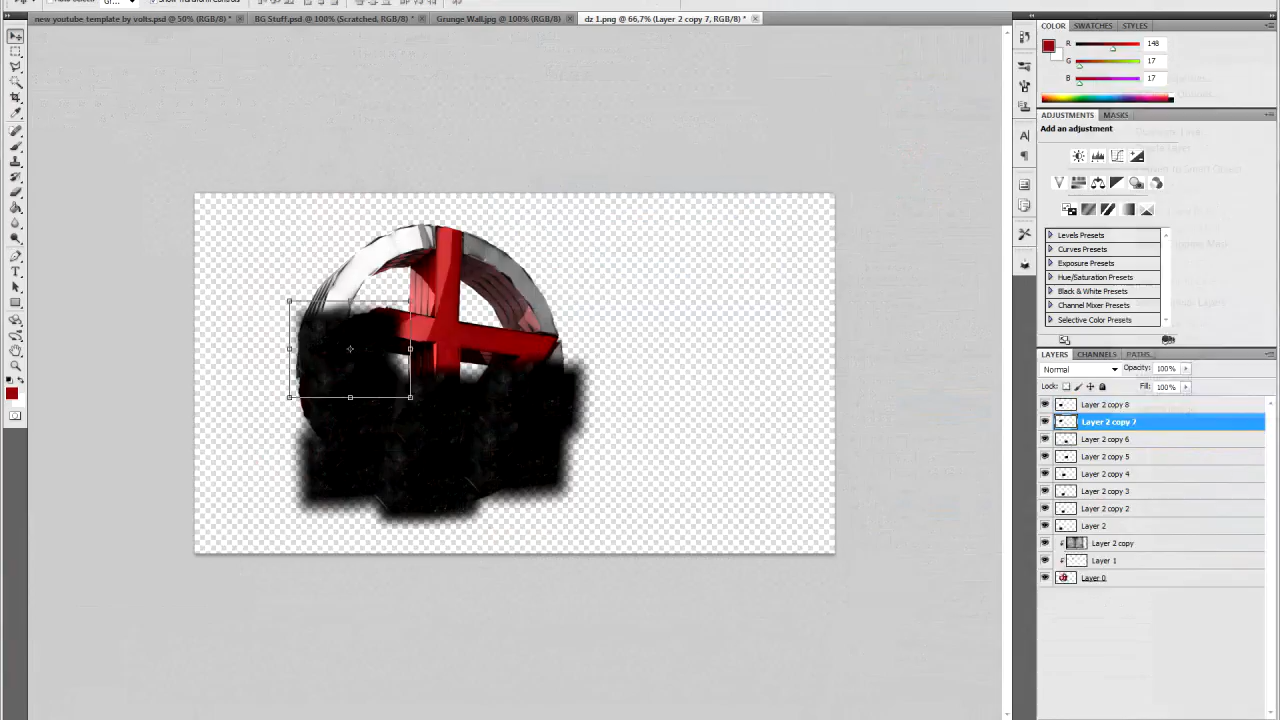 new youtube template by volts.psd @ 50% (RGB/8) * BG Stuff.psd @ 100% (Scratched, RGB/8) * Grunge Wall.jpg @ 100% (RGB/8) dz 1.png @ 66,7% (Layer 2 copy 7, RGB/8) *
COLOR SWATCHES STYLES
R 148
G 17
B 17
ADJUSTMENTS MASKS
Add an adjustment
Levels Presets
Curves Presets
Exposure Presets
Hue/Saturation Presets
Black & White Presets
Channel Mixer Presets
Selective Color Presets
LAYERS CHANNELS PATHS
Normal Opacity: 100%
Lock: Fill: 100%
Layer 2 copy 8
Layer 2 copy 7
Layer 2 copy 6
Layer 2 copy 5
Layer 2 copy 4
Layer 2 copy 3
Layer 2 copy 2
Layer 2
Layer 2 copy
Layer 1
Layer 0